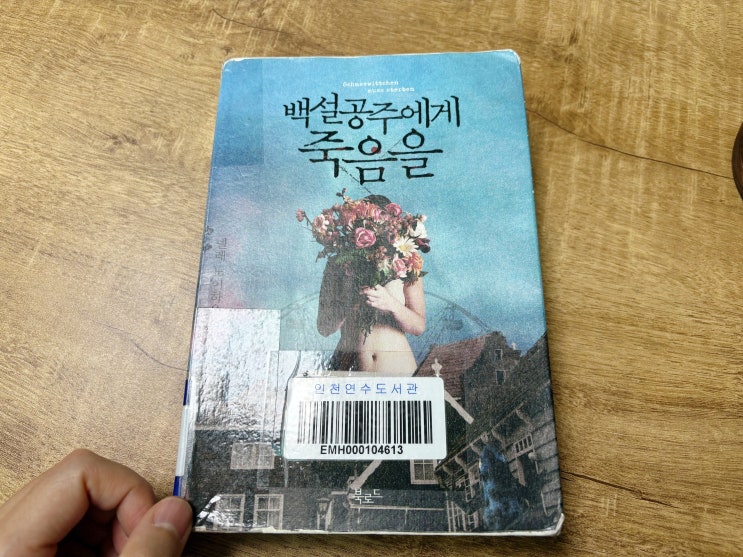 Schneewittchen
muss sterben
백설공주에게
죽음을
인천연수도서관
EMH000104613
북로드